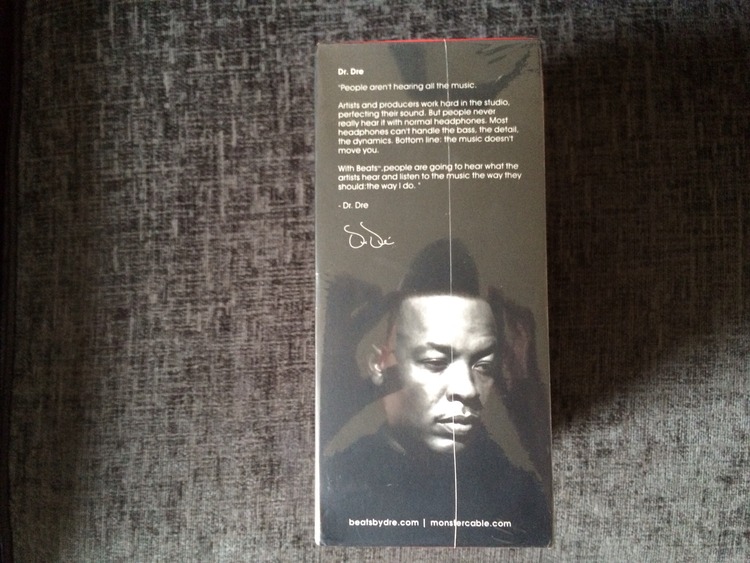 Dr. Dre
"People aren't hearing all the music.
Artists and producers work hard in the studio,
perfecting their sound. But people never
really hear it with normal headphones. Most
headphones can't handle the bass, the detail,
the dynamics. Bottom line: the music doesn't
move you.
With Beats™,people are going to hear what the
artists hear and listen to the music the way they
should:the way I do. "
- Dr. Dre
Dr. Dre
beatsbydre.com | monstercable.com